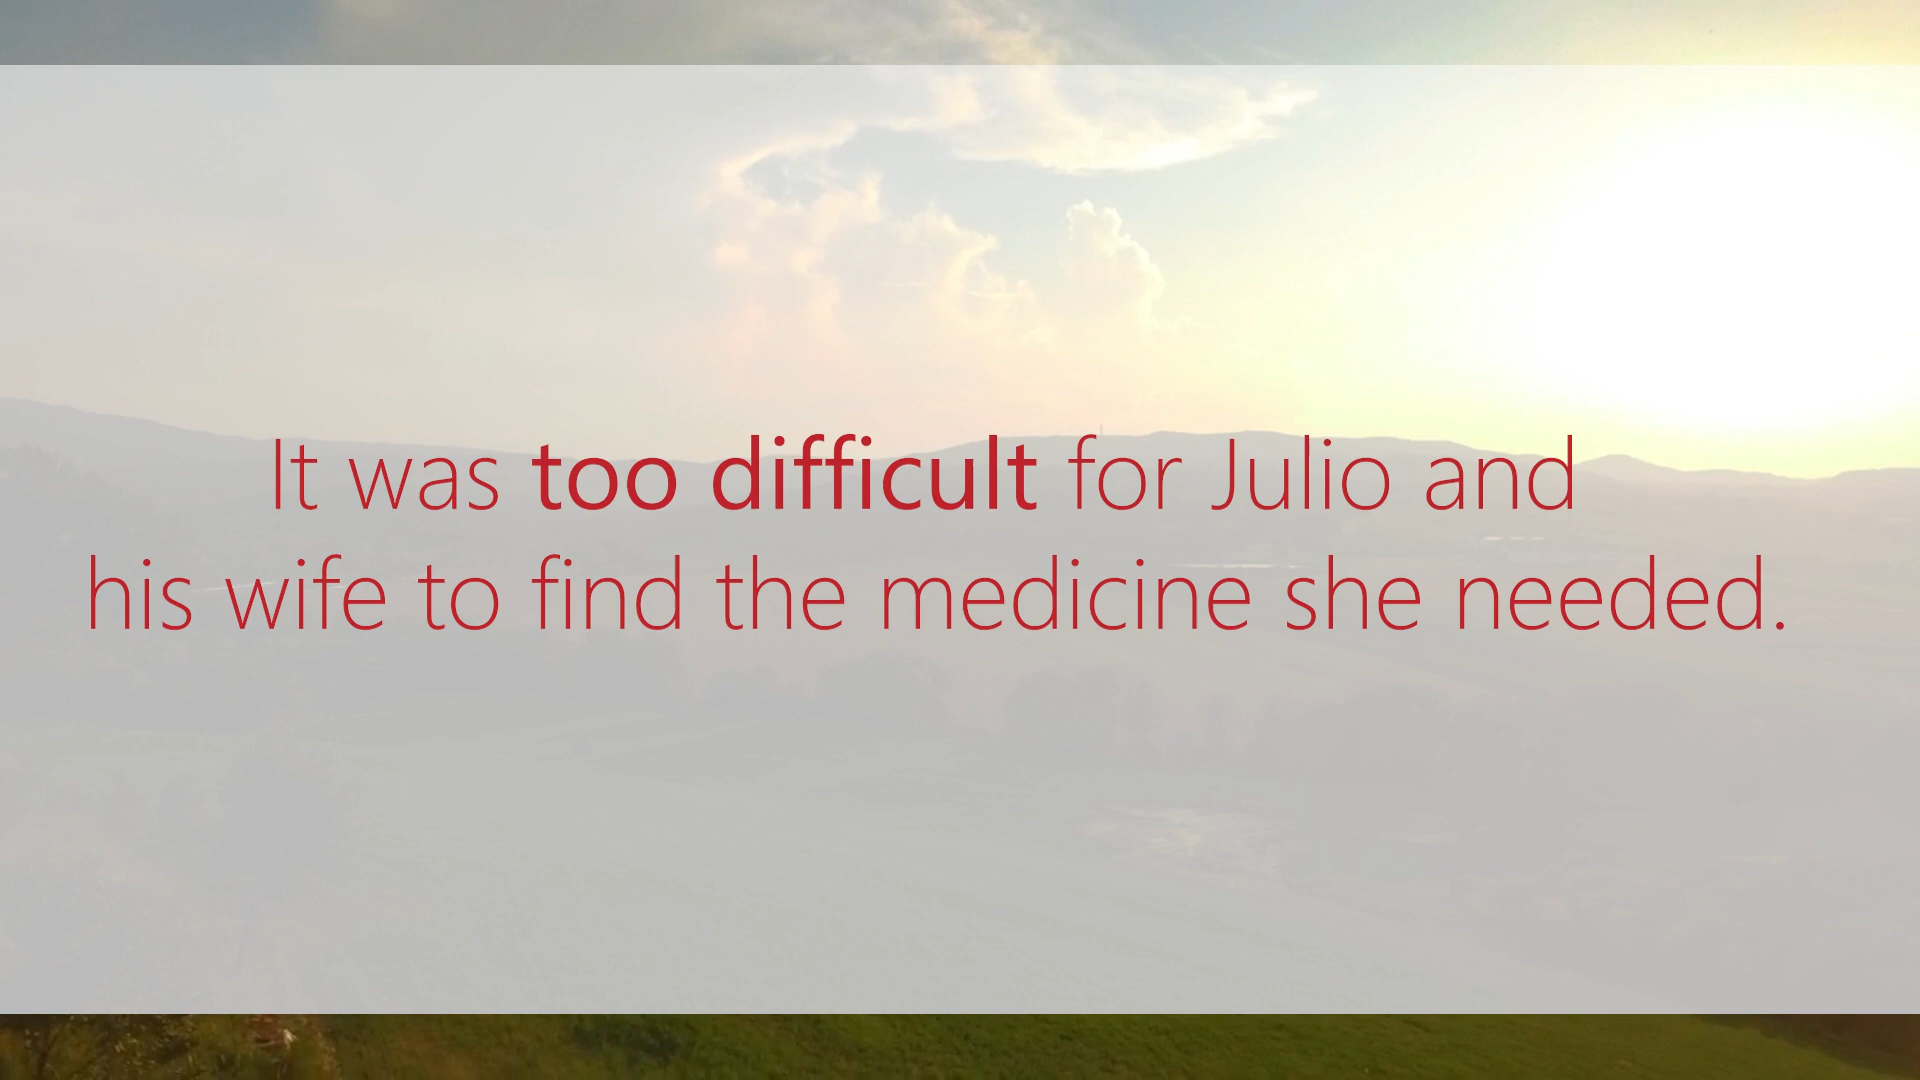 It was too difficult for Julio and
his wife to find the medicine she needed.